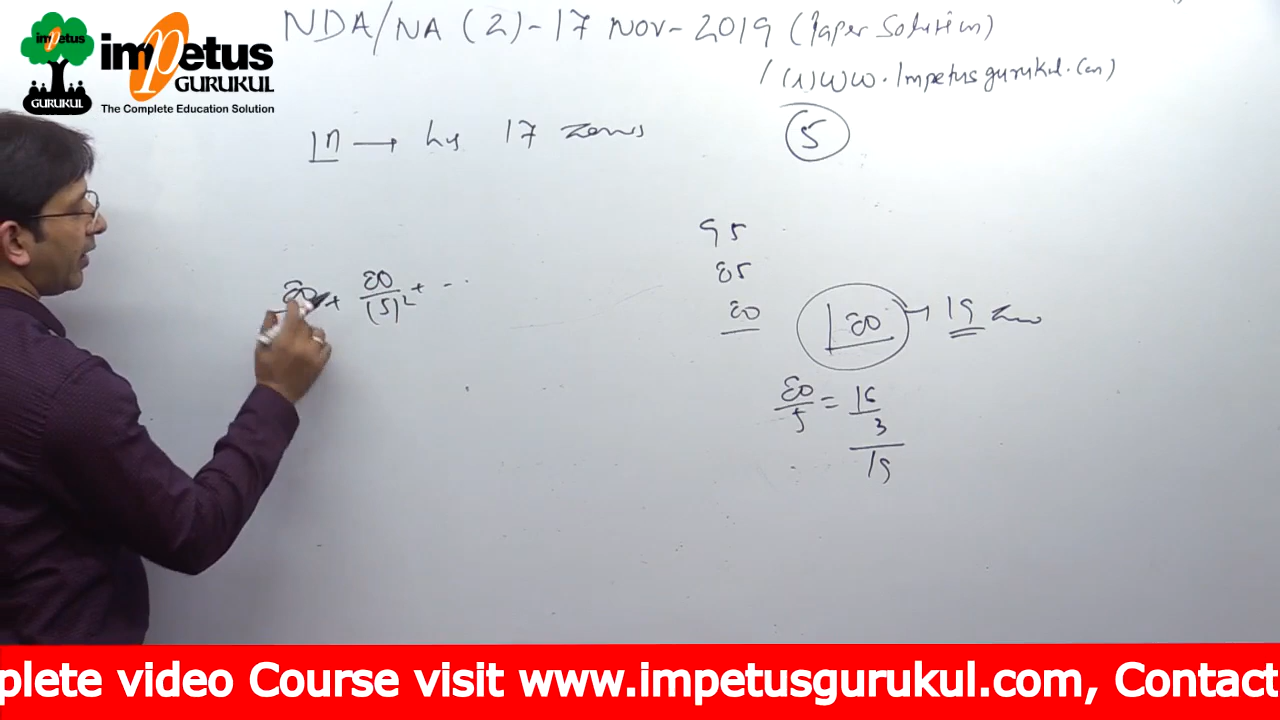 NDA/NA (2)-17 Nov-2019 (Paper Solution)
impetus
impetus
GURUKUL
GURUKUL
The Complete Education Solution
/ www.Impetusgurukul.com)
5
|n → has 17 zeros
95
85
80
80 + 80/(5)² + ...
|80 → 19 zeros
80/5 = 16
3
19
plete video Course visit www.impetusgurukul.com, Contact